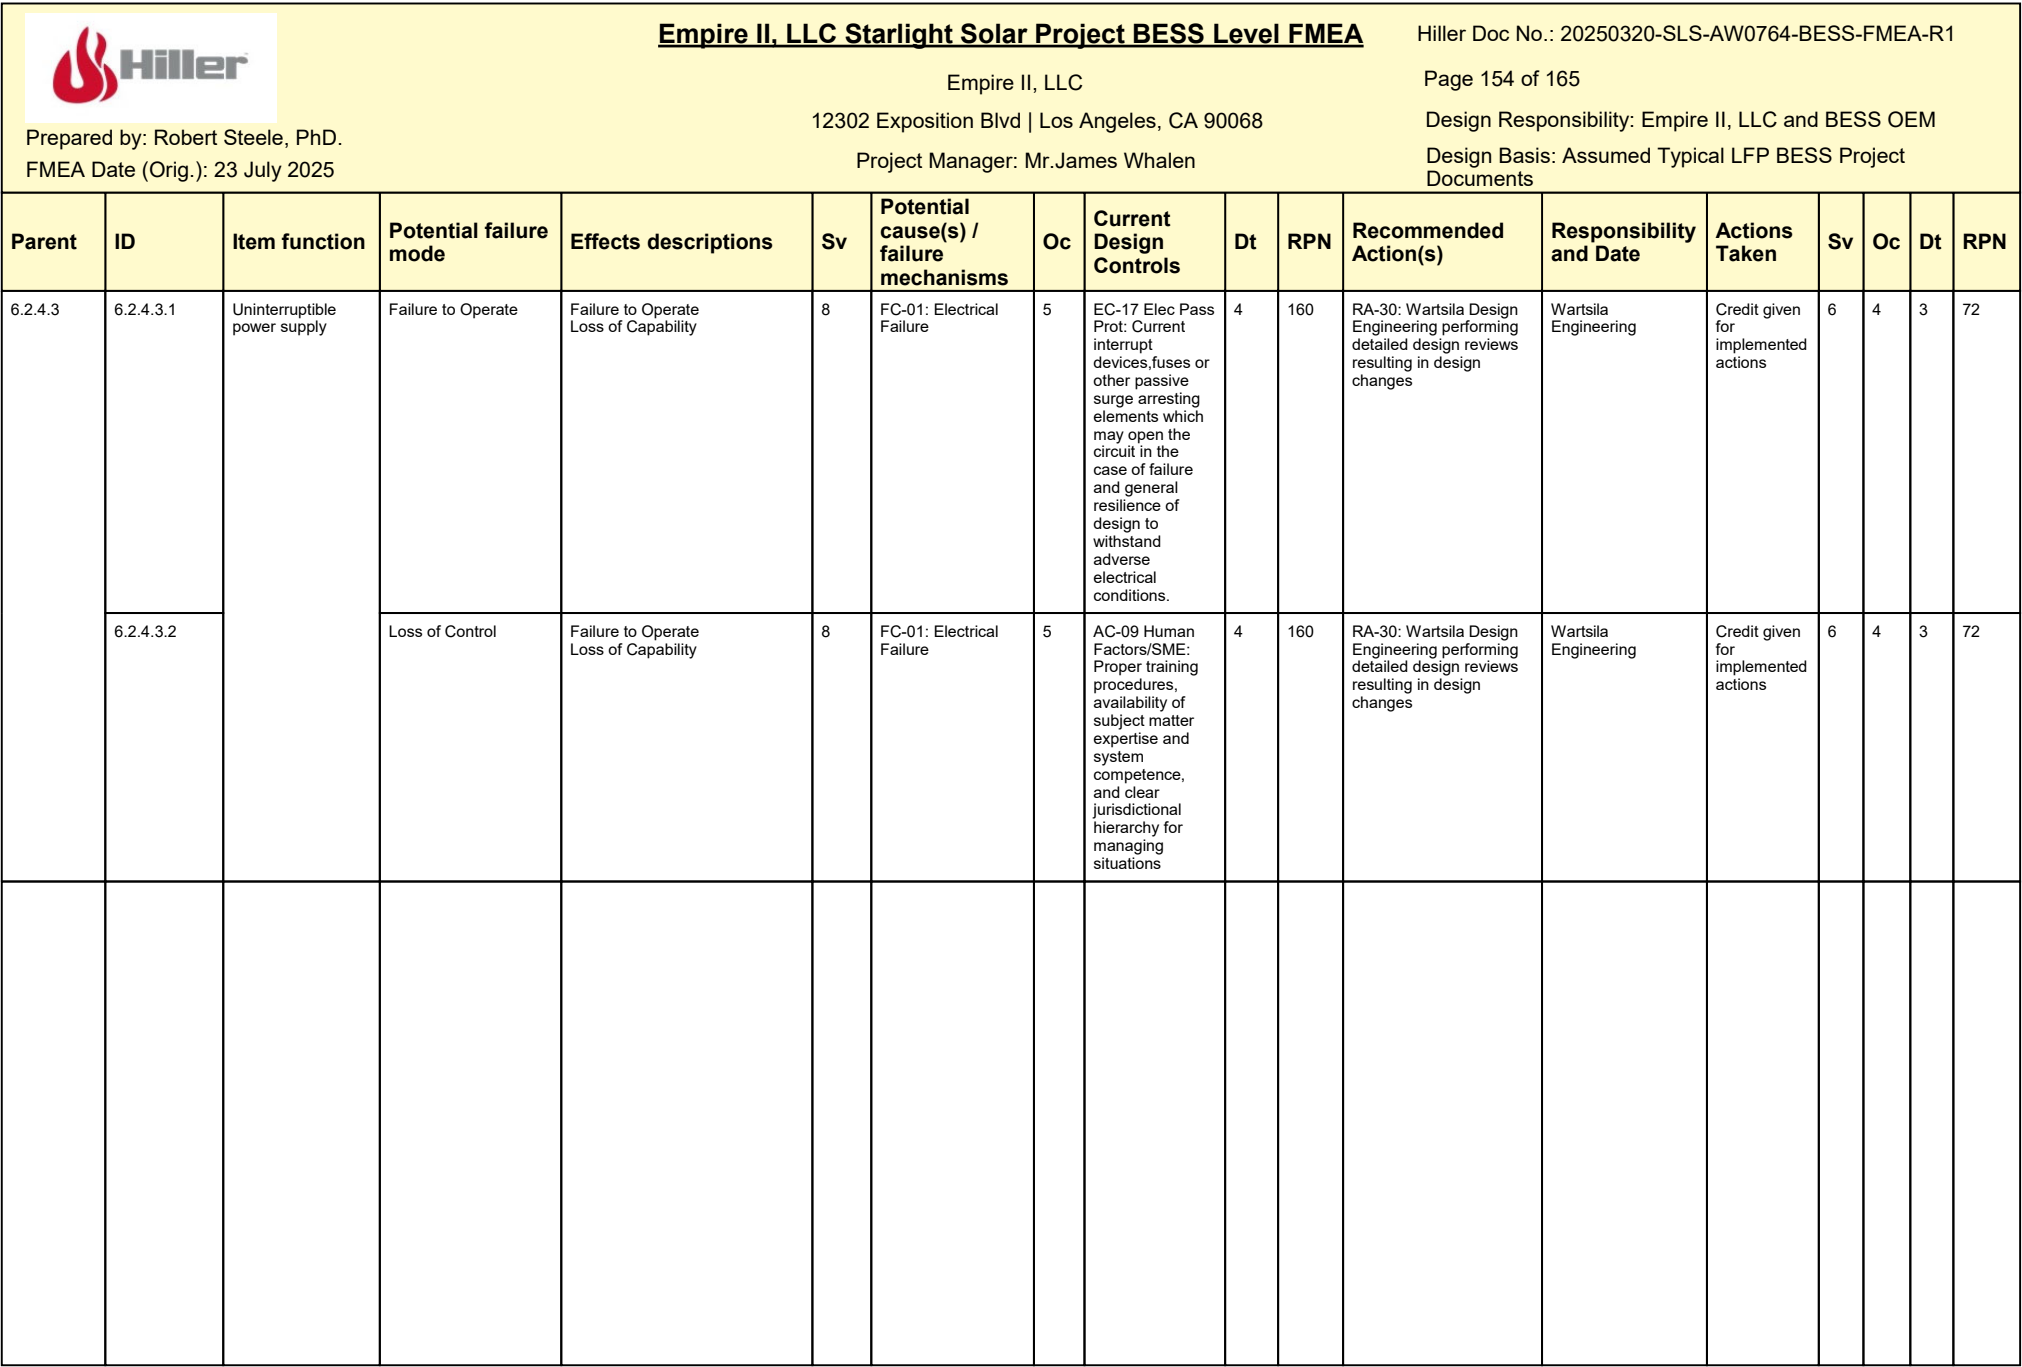 Hiller
Prepared by: Robert Steele, PhD.
FMEA Date (Orig.): 23 July 2025
Empire II, LLC Starlight Solar Project BESS Level FMEA
Empire II, LLC
12302 Exposition Blvd | Los Angeles, CA 90068
Project Manager: Mr.James Whalen
Hiller Doc No.: 20250320-SLS-AW0764-BESS-FMEA-R1
Page 154 of 165
Design Responsibility: Empire II, LLC and BESS OEM
Design Basis: Assumed Typical LFP BESS Project
Documents
Parent
ID
Item function
Potential failure
mode
Effects descriptions
Sv
Potential
cause(s) /
failure
mechanisms
Oc
Current
Design
Controls
Dt
RPN
Recommended
Action(s)
Responsibility
and Date
Actions
Taken
Sv
Oc
Dt
RPN
6.2.4.3
6.2.4.3.1
Uninterruptible
power supply
Failure to Operate
Failure to Operate
Loss of Capability
8
FC-01: Electrical
Failure
5
EC-17 Elec Pass
Prot: Current
interrupt
devices,fuses or
other passive
surge arresting
elements which
may open the
circuit in the
case of failure
and general
resilience of
design to
withstand
adverse
electrical
conditions.
4
160
RA-30: Wartsila Design
Engineering performing
detailed design reviews
resulting in design
changes
Wartsila
Engineering
Credit given
for
implemented
actions
6
4
3
72
6.2.4.3.2
Loss of Control
Failure to Operate
Loss of Capability
8
FC-01: Electrical
Failure
5
AC-09 Human
Factors/SME:
Proper training
procedures,
availability of
subject matter
expertise and
system
competence,
and clear
jurisdictional
hierarchy for
managing
situations
4
160
RA-30: Wartsila Design
Engineering performing
detailed design reviews
resulting in design
changes
Wartsila
Engineering
Credit given
for
implemented
actions
6
4
3
72